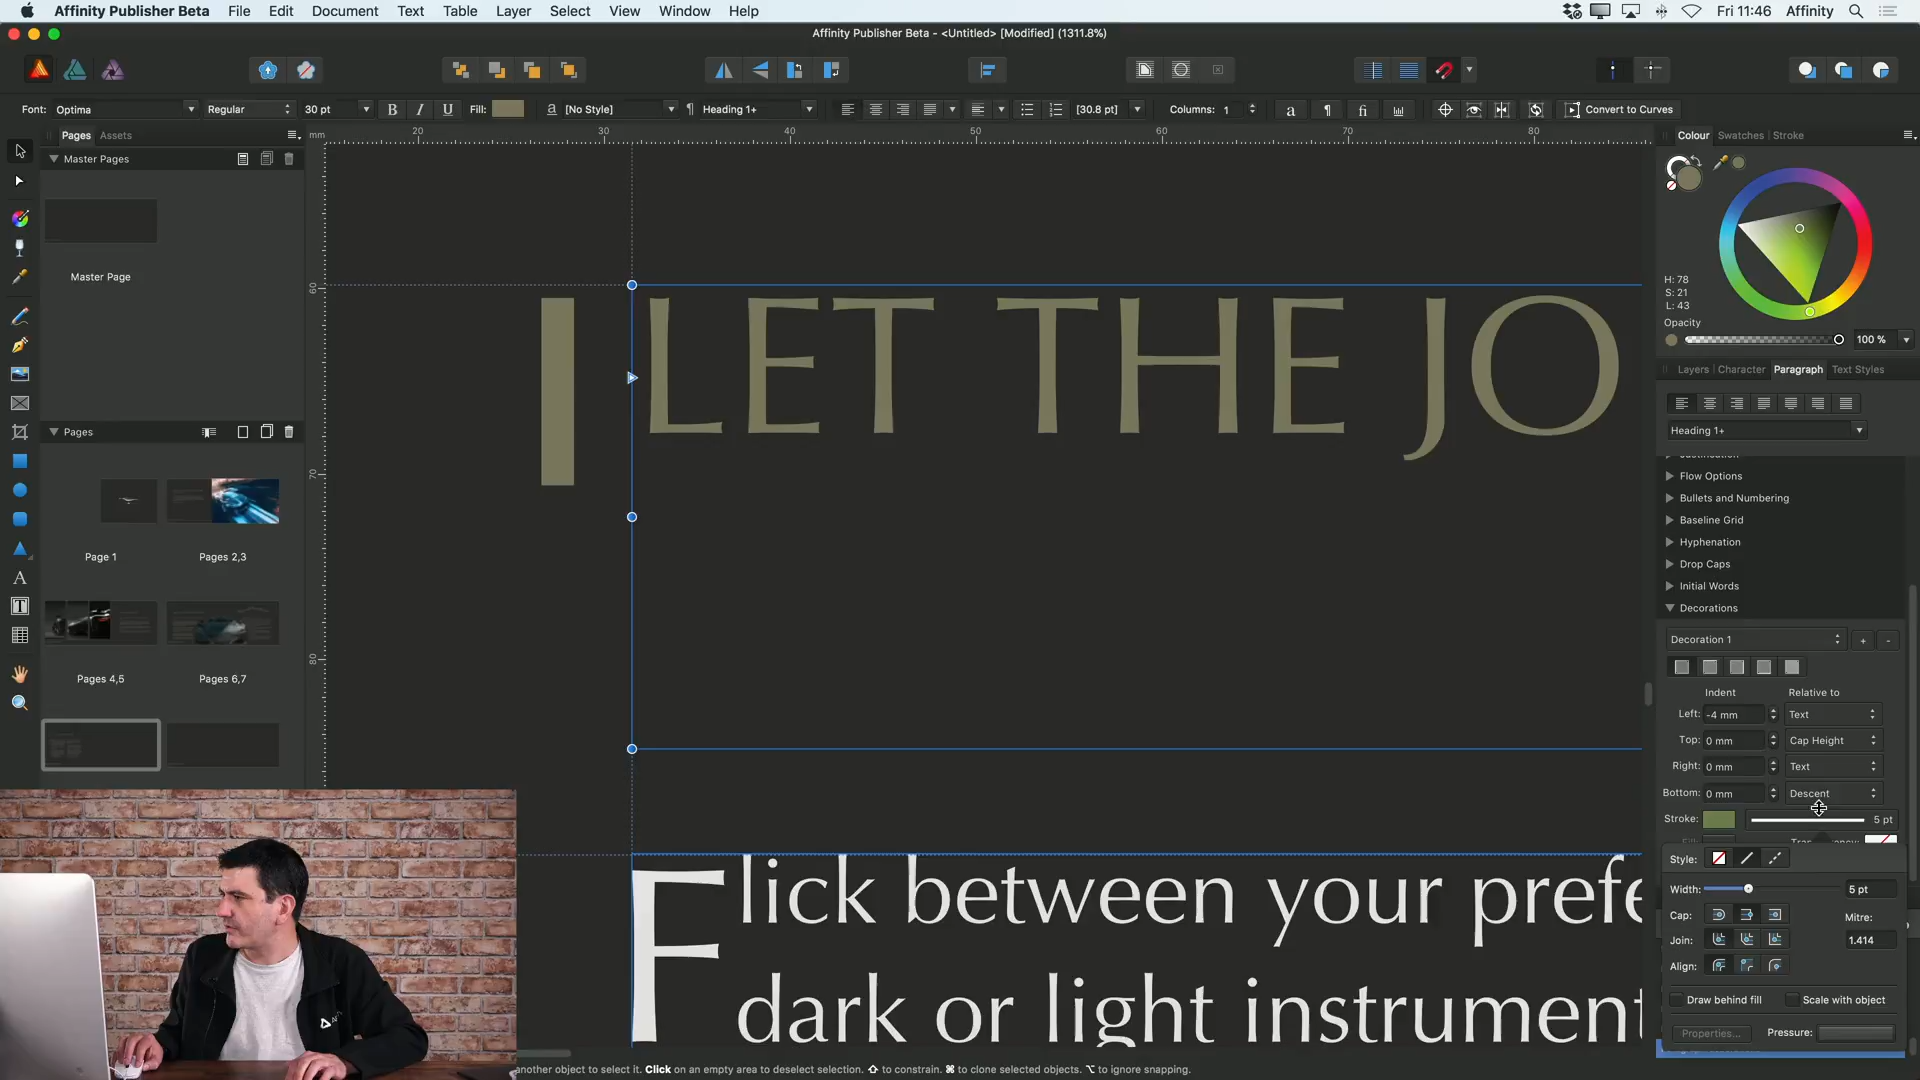 Affinity Publisher Beta File Edit Document Text Table Layer Select View Window Help Fri 11:46 Affinity
Affinity Publisher Beta - <Untitled> [Modified] (1311.8%)
Font: Optima Regular 30 pt B I U Fill: a [No Style] ¶ Heading 1+ [30.8 pt] Columns: 1 a ¶ fi Convert to Curves
Pages Assets
Master Pages
Master Page
Pages
Page 1
Pages 2,3
Pages 4,5
Pages 6,7
mm 20 30 40 50 60 70 80
60
70
80
LET THE JO
Flick between your prefe
dark or light instrument
Colour Swatches Stroke
H: 78
S: 21
L: 43
Opacity
100 %
Layers Character Paragraph Text Styles
Heading 1+
Flow Options
Bullets and Numbering
Baseline Grid
Hyphenation
Drop Caps
Initial Words
Decorations
Decoration 1 + -
Indent Relative to
Left: -4 mm Text
Top: 0 mm Cap Height
Right: 0 mm Text
Bottom: 0 mm Descent
Stroke: 5 pt
Style:
Width: 5 pt
Cap: Mitre:
Join: 1.414
Align:
Draw behind fill Scale with object
Properties... Pressure:
another object to select it. Click on an empty area to deselect selection. ⇧ to constrain. ⌘ to clone selected objects. ⌥ to ignore snapping.